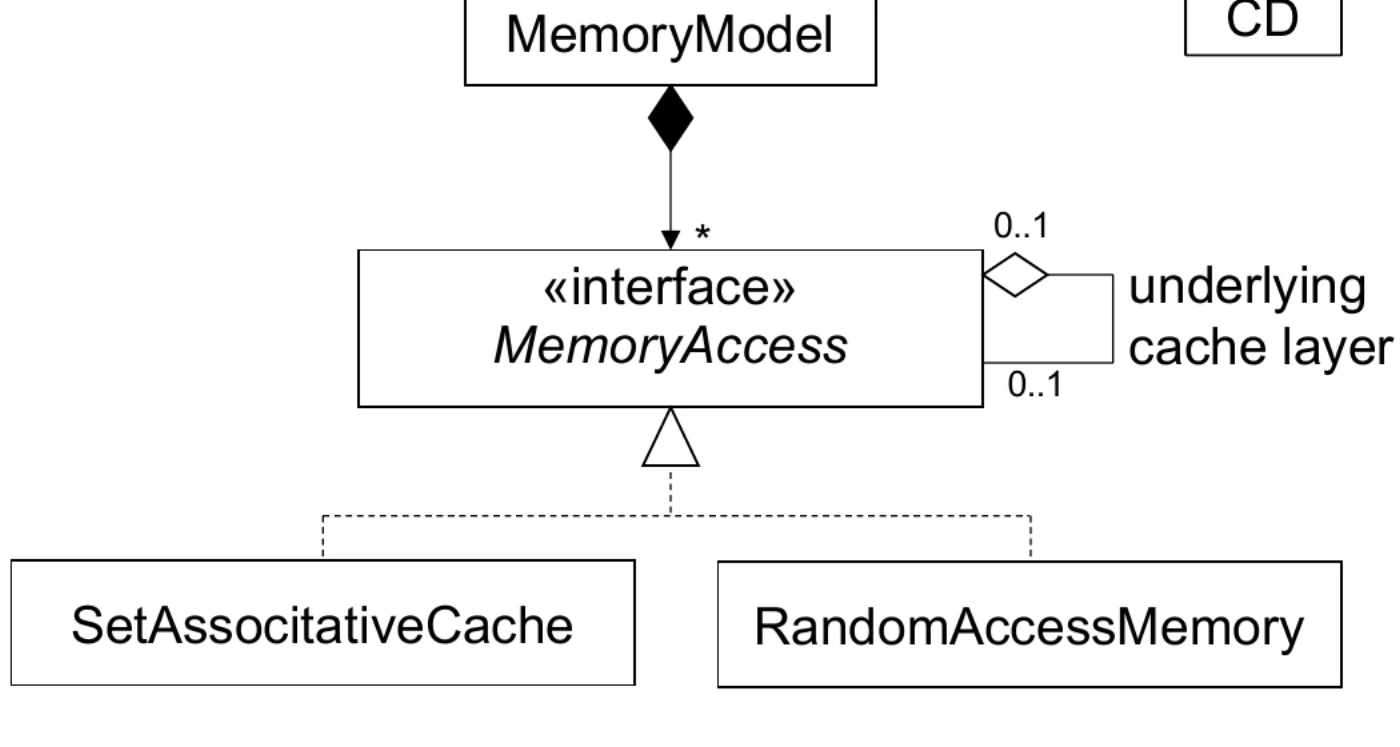 MemoryModel
CD
*
0..1
«interface»
MemoryAccess
underlying
cache layer
0..1
SetAssocitativeCache
RandomAccessMemory